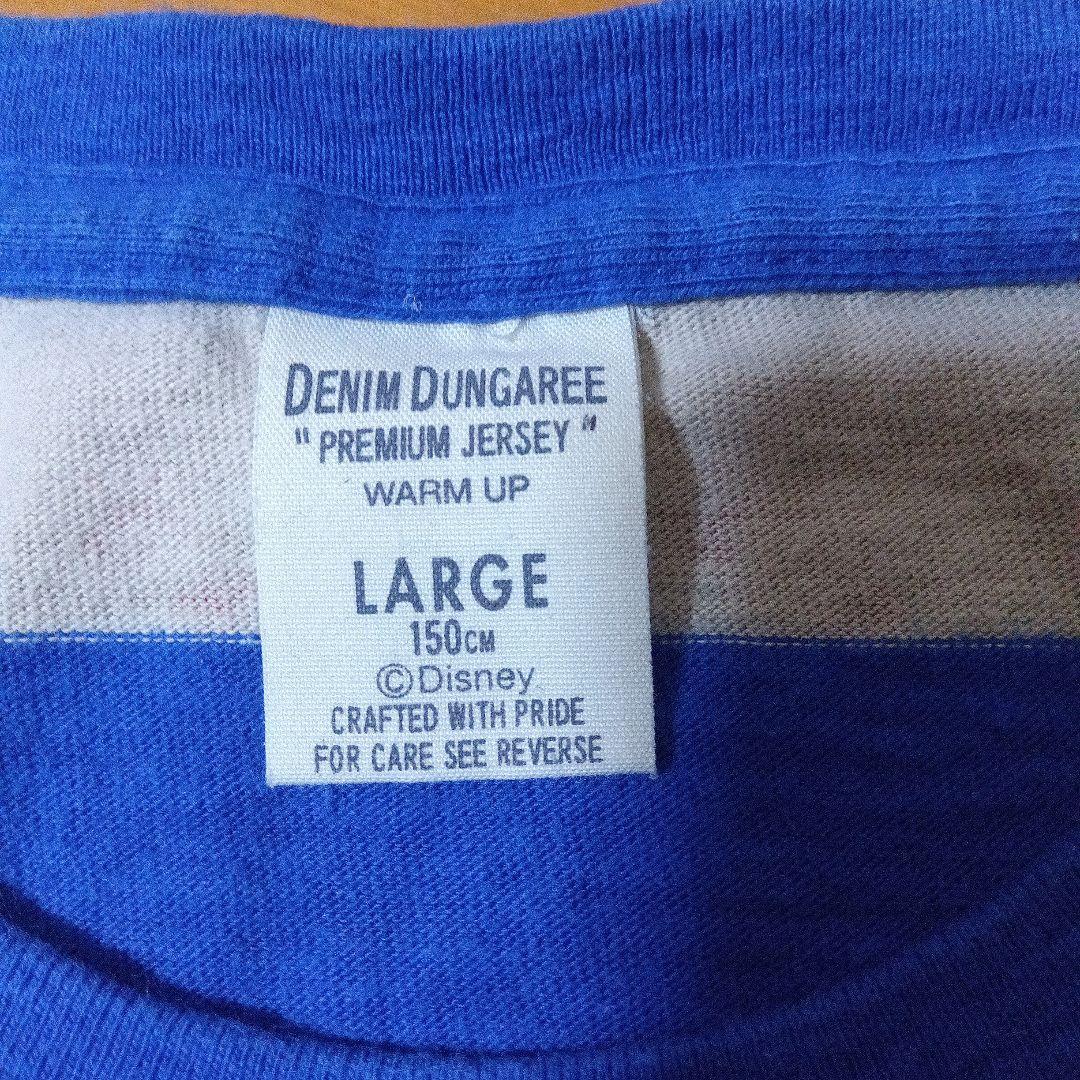 DENIM DUNGAREE
" PREMIUM JERSEY "
WARM UP
LARGE
150CM
©Disney
CRAFTED WITH PRIDE
FOR CARE SEE REVERSE